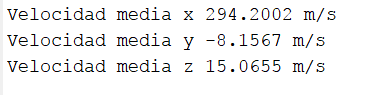 Velocidad media x 294.2002 m/s
Velocidad media y -8.1567 m/s
Velocidad media z 15.0655 m/s